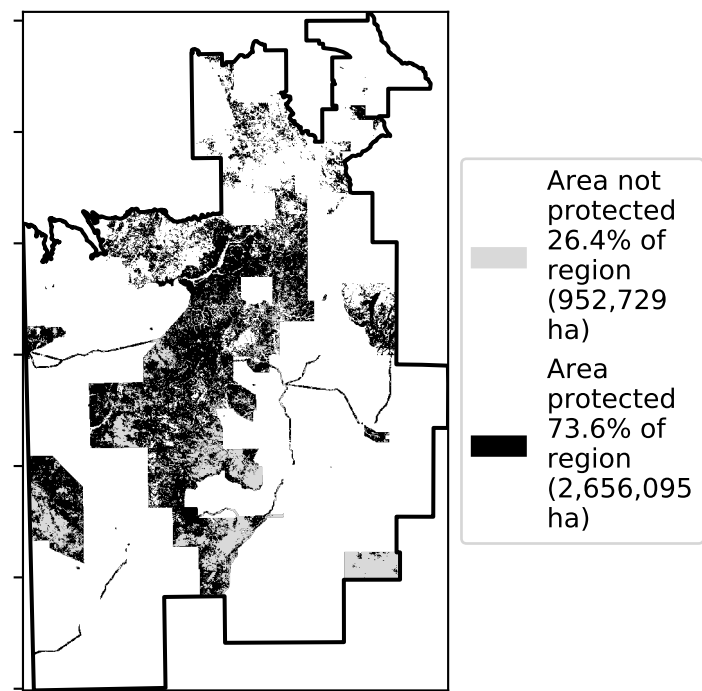 Area not
protected
26.4% of
region
(952,729
ha)
Area
protected
73.6% of
region
(2,656,095
ha)